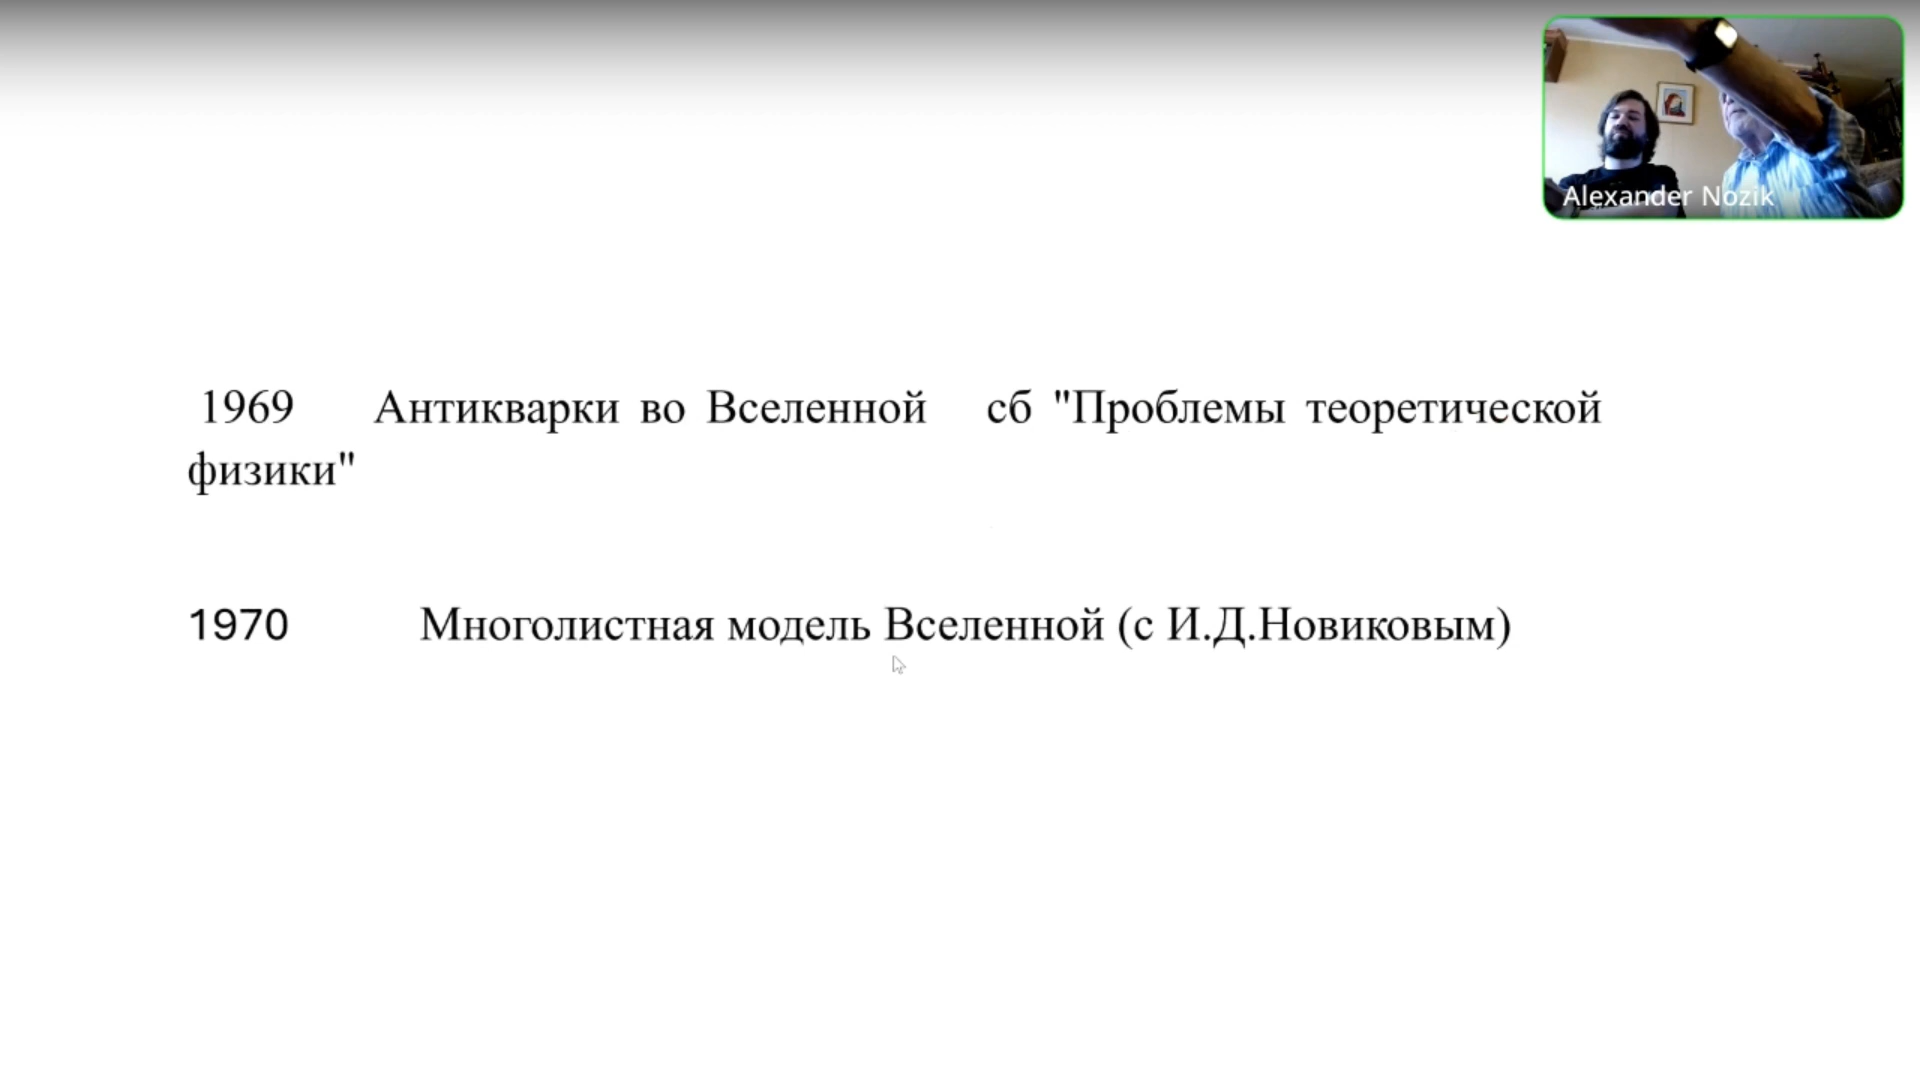 Alexander Nozik
1969 Антикварки во Вселенной сб "Проблемы теоретической
физики"
1970 Многолистная модель Вселенной (с И.Д.Новиковым)